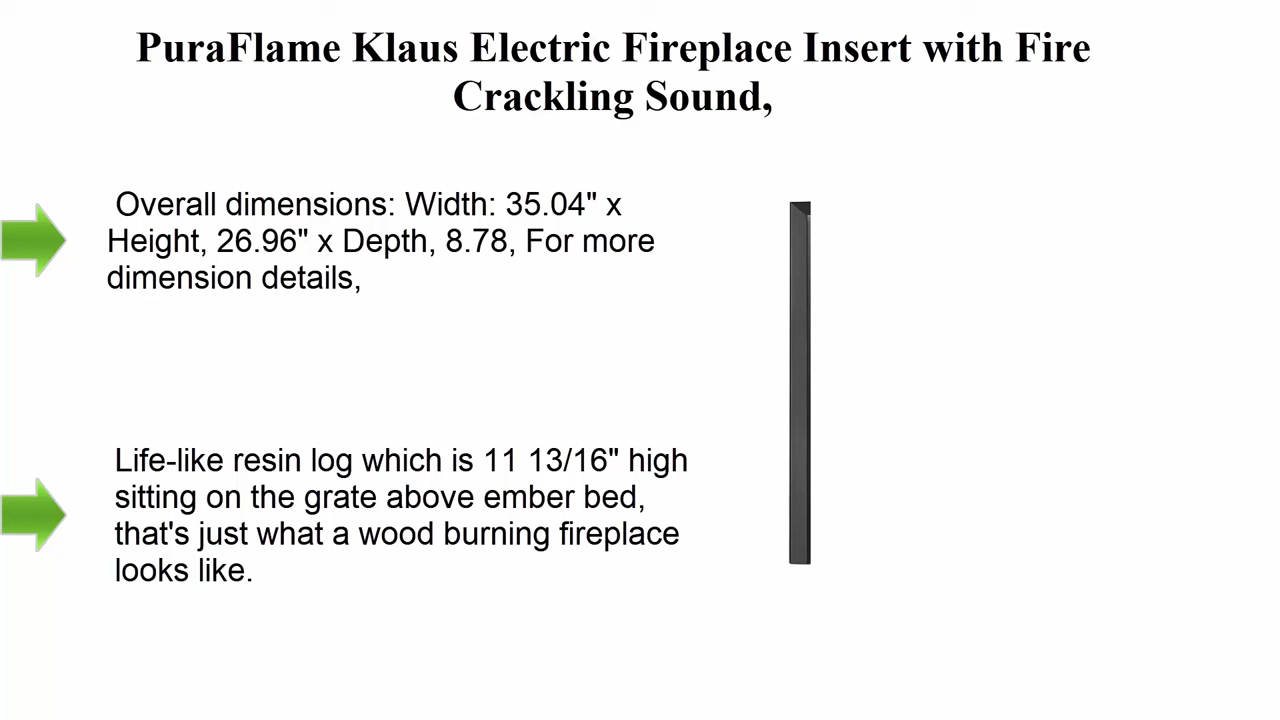 PuraFlame Klaus Electric Fireplace Insert with Fire
Crackling Sound,
Overall dimensions: Width: 35.04" x
Height, 26.96" x Depth, 8.78, For more
dimension details,
Life-like resin log which is 11 13/16" high
sitting on the grate above ember bed,
that's just what a wood burning fireplace
looks like.